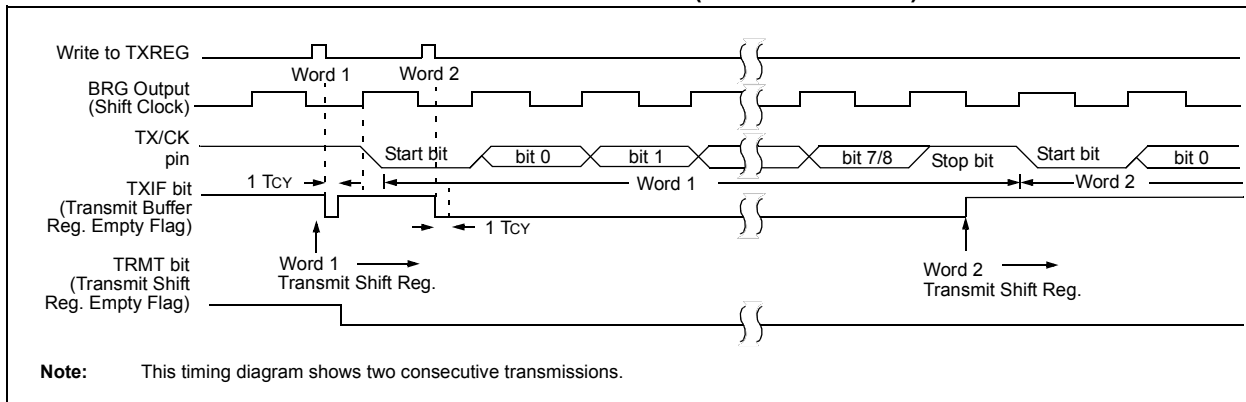 Write to TXREG
Word 1
Word 2
BRG Output
(Shift Clock)
TX/CK
pin
Start bit
bit 0
bit 1
bit 7/8
Stop bit
Start bit
bit 0
1 TCY
Word 1
Word 2
TXIF bit
(Transmit Buffer
Reg. Empty Flag)
1 TCY
Word 1
Transmit Shift Reg.
Word 2
Transmit Shift Reg.
TRMT bit
(Transmit Shift
Reg. Empty Flag)
Note: This timing diagram shows two consecutive transmissions.